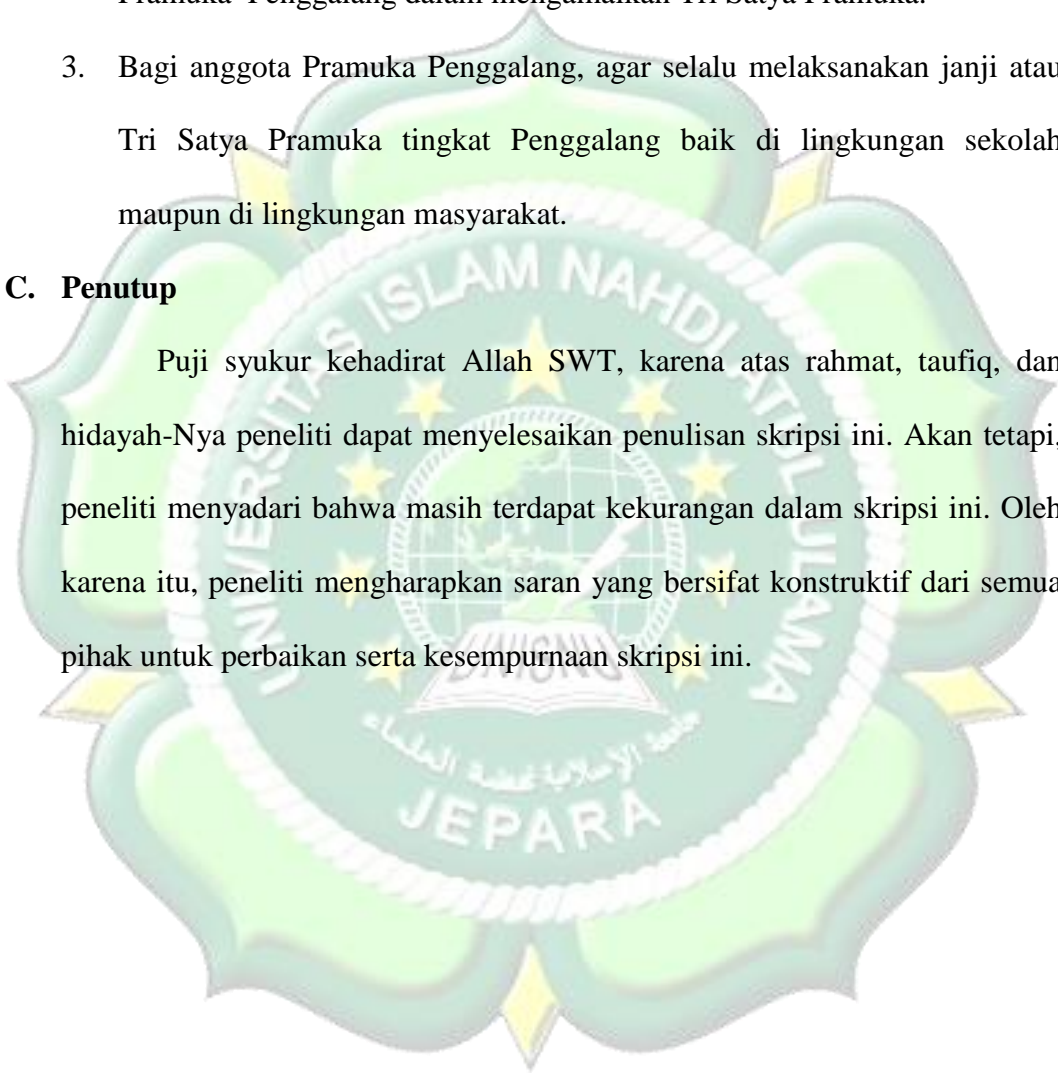 Pramuka Penggalang dalam mengamalkan Tri Satya Pramuka.
3. Bagi anggota Pramuka Penggalang, agar selalu melaksanakan janji atau
Tri Satya Pramuka tingkat Penggalang baik di lingkungan sekolah
maupun di lingkungan masyarakat.
C. Penutup
Puji syukur kehadirat Allah SWT, karena atas rahmat, taufiq, dan
hidayah-Nya peneliti dapat menyelesaikan penulisan skripsi ini. Akan tetapi,
peneliti menyadari bahwa masih terdapat kekurangan dalam skripsi ini. Oleh
karena itu, peneliti mengharapkan saran yang bersifat konstruktif dari semua
pihak untuk perbaikan serta kesempurnaan skripsi ini.
UNIVERSITAS ISLAM NAHDLATUL ULAMA
UNISNU
JEPARA